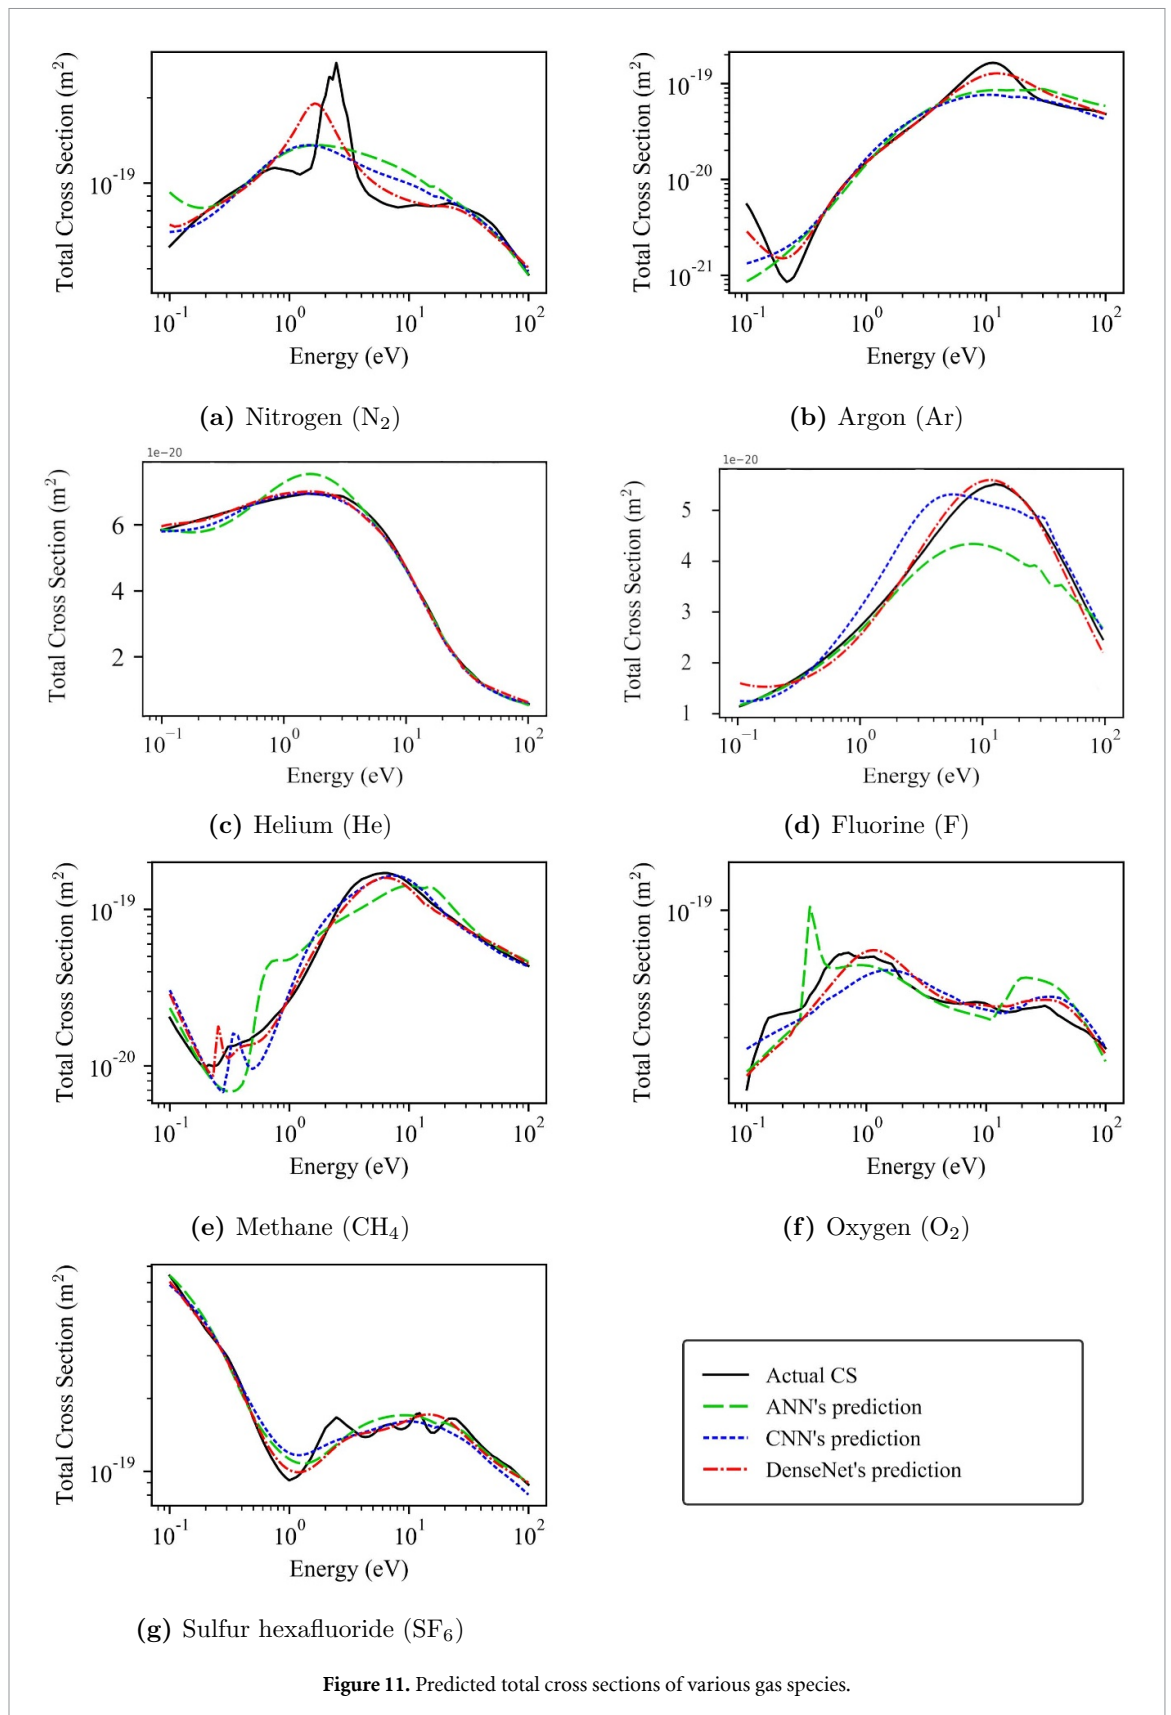 Total Cross Section (m²)
10⁻¹⁹
10⁻¹ 10⁰ 10¹ 10²
Energy (eV)
(a) Nitrogen (N₂)
Total Cross Section (m²)
10⁻¹⁹
10⁻²⁰
10⁻²¹
10⁻¹ 10⁰ 10¹ 10²
Energy (eV)
(b) Argon (Ar)
1e−20
Total Cross Section (m²)
6
4
2
10⁻¹ 10⁰ 10¹ 10²
Energy (eV)
(c) Helium (He)
1e−20
Total Cross Section (m²)
5
4
3
2
1
10⁻¹ 10⁰ 10¹ 10²
Energy (eV)
(d) Fluorine (F)
Total Cross Section (m²)
10⁻¹⁹
10⁻²⁰
10⁻¹ 10⁰ 10¹ 10²
Energy (eV)
(e) Methane (CH₄)
Total Cross Section (m²)
10⁻¹⁹
10⁻¹ 10⁰ 10¹ 10²
Energy (eV)
(f) Oxygen (O₂)
Total Cross Section (m²)
10⁻¹⁹
10⁻¹ 10⁰ 10¹ 10²
Energy (eV)
(g) Sulfur hexafluoride (SF₆)
Actual CS
ANN's prediction
CNN's prediction
DenseNet's prediction
Figure 11. Predicted total cross sections of various gas species.